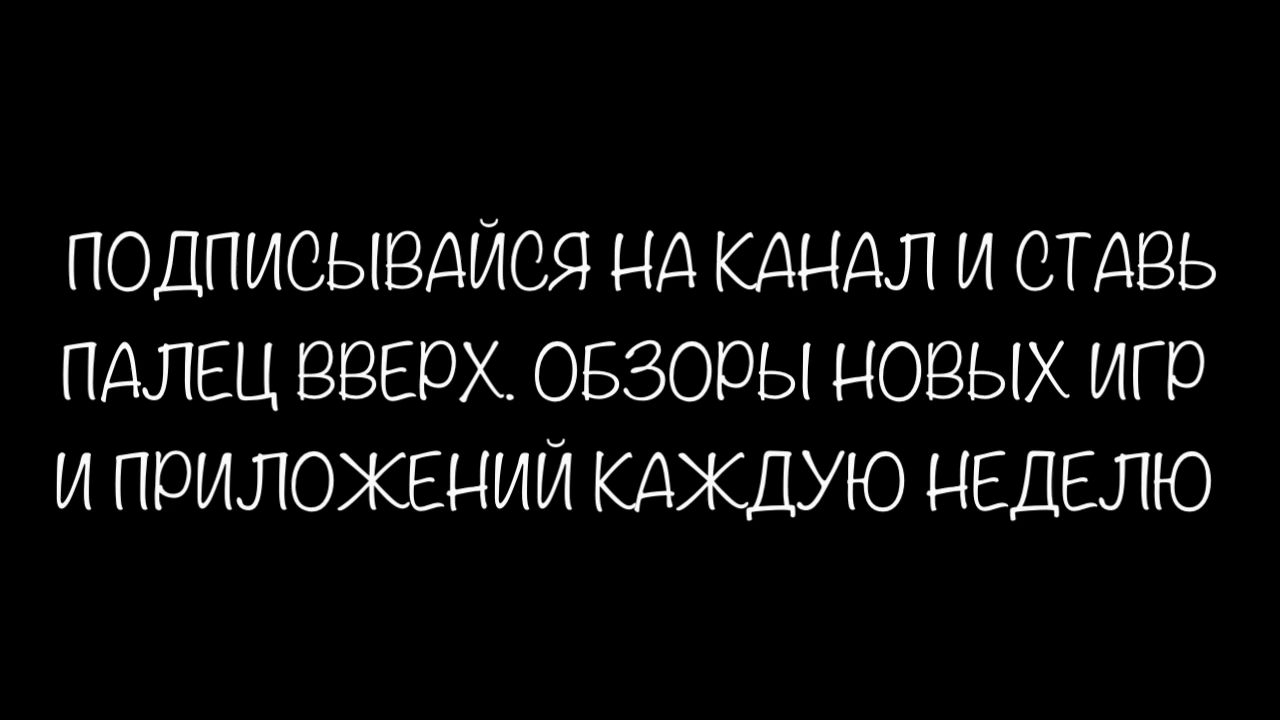 ПОДПИСЫВАЙСЯ НА КАНАЛ И СТАВЬ
ПАЛЕЦ ВВЕРХ. ОБЗОРЫ НОВЫХ ИГР
И ПРИЛОЖЕНИЙ КАЖДУЮ НЕДЕЛЮ